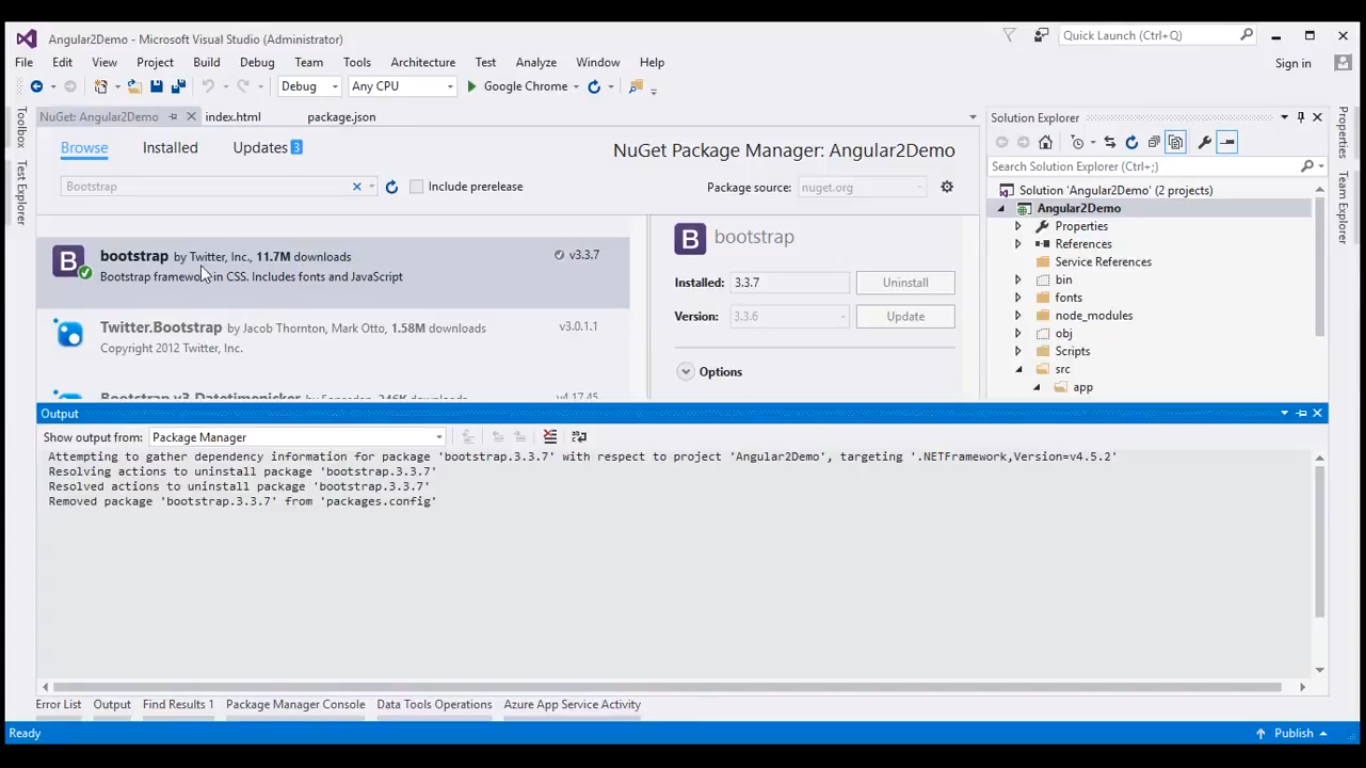 Angular2Demo - Microsoft Visual Studio (Administrator)
Quick Launch (Ctrl+Q)
File Edit View Project Build Debug Team Tools Architecture Test Analyze Window Help
Sign in
Debug Any CPU Google Chrome
Toolbox
Test Explorer
NuGet: Angular2Demo index.html package.json
Browse Installed Updates 3
NuGet Package Manager: Angular2Demo
Bootstrap
Include prerelease
Package source: nuget.org
B bootstrap by Twitter, Inc., 11.7M downloads v3.3.7
Bootstrap framework in CSS. Includes fonts and JavaScript
Twitter.Bootstrap by Jacob Thornton, Mark Otto, 1.58M downloads v3.0.1.1
Copyright 2012 Twitter, Inc.
Bootstrap.v3.Datetimepicker by downloads v4.17.45
B bootstrap
Installed: 3.3.7 Uninstall
Version: 3.3.6 Update
Options
Solution Explorer
Search Solution Explorer (Ctrl+;)
Solution 'Angular2Demo' (2 projects)
Angular2Demo
Properties
References
Service References
bin
fonts
node_modules
obj
Scripts
src
app
Properties
Team Explorer
Output
Show output from: Package Manager
Attempting to gather dependency information for package 'bootstrap.3.3.7' with respect to project 'Angular2Demo', targeting '.NETFramework,Version=v4.5.2'
Resolving actions to uninstall package 'bootstrap.3.3.7'
Resolved actions to uninstall package 'bootstrap.3.3.7'
Removed package 'bootstrap.3.3.7' from 'packages.config'
Error List Output Find Results 1 Package Manager Console Data Tools Operations Azure App Service Activity
Ready
Publish